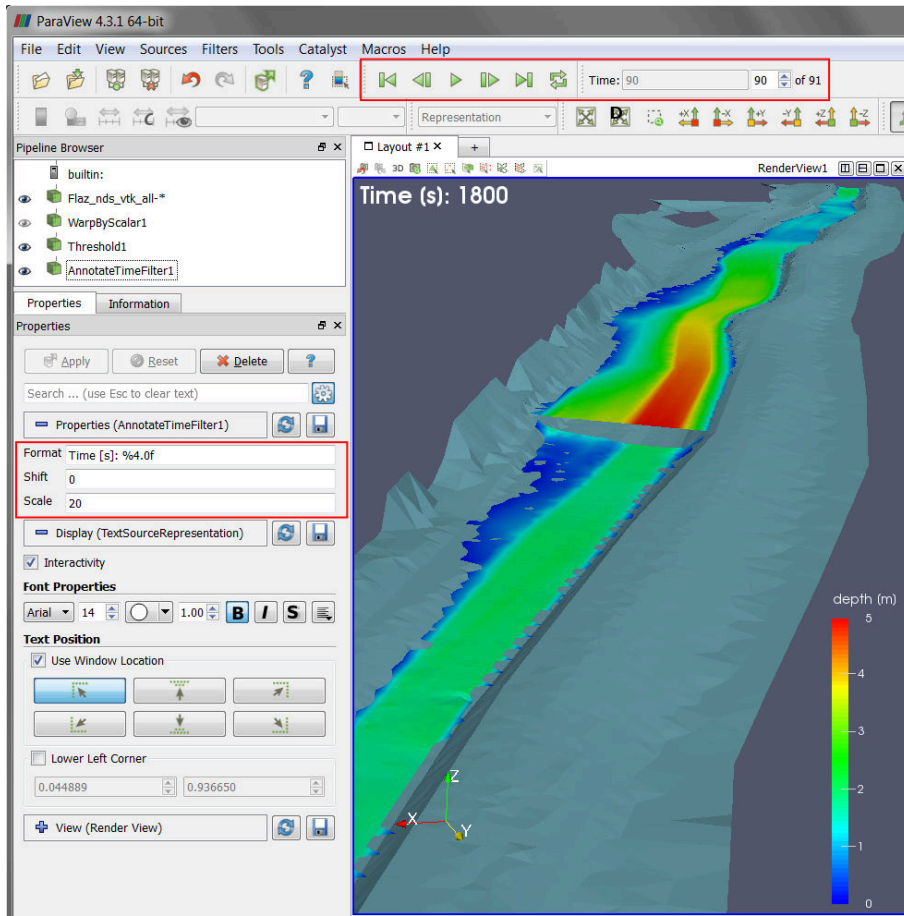 ParaView 4.3.1 64-bit
File Edit View Sources Filters Tools Catalyst Macros Help
Time: 90 90 of 91
Representation
+X -X +Y -Y +Z -Z
Pipeline Browser
builtin:
Flaz_nds_vtk_all-*
WarpByScalar1
Threshold1
AnnotateTimeFilter1
Properties Information
Properties
Apply Reset Delete ?
Search ... (use Esc to clear text)
Properties (AnnotateTimeFilter1)
Format Time [s]: %4.0f
Shift 0
Scale 20
Display (TextSourceRepresentation)
Interactivity
Font Properties
Arial 14 1.00 B I S
Text Position
Use Window Location
Lower Left Corner
0.044889 0.936650
View (Render View)
Layout #1 +
3D RenderView1
Time (s): 1800
depth (m)
5
4
3
2
1
0
Z
X
Y